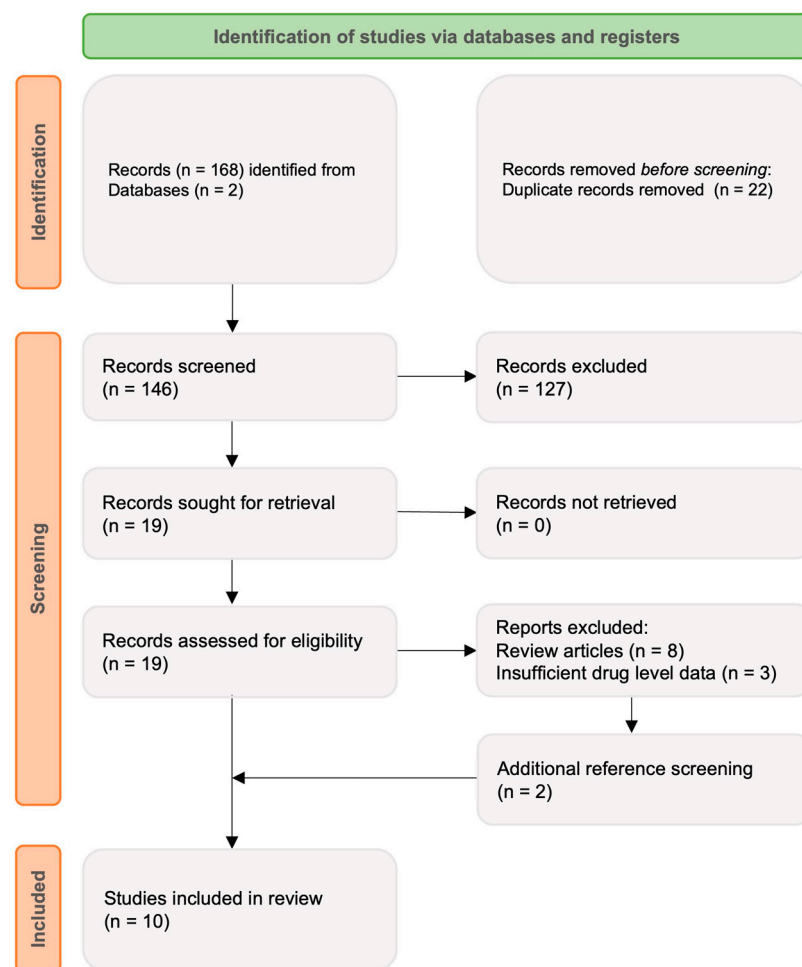 Identification of studies via databases and registers
Identification
Records (n = 168) identified from
Databases (n = 2)
Records removed before screening:
Duplicate records removed  (n = 22)
Screening
Records screened
(n = 146)
Records excluded
(n = 127)
Records sought for retrieval
(n = 19)
Records not retrieved
(n = 0)
Records assessed for eligibility
(n = 19)
Reports excluded:
Review articles (n = 8)
Insufficient drug level data (n = 3)
Additional reference screening
(n = 2)
Included
Studies included in review
(n = 10)